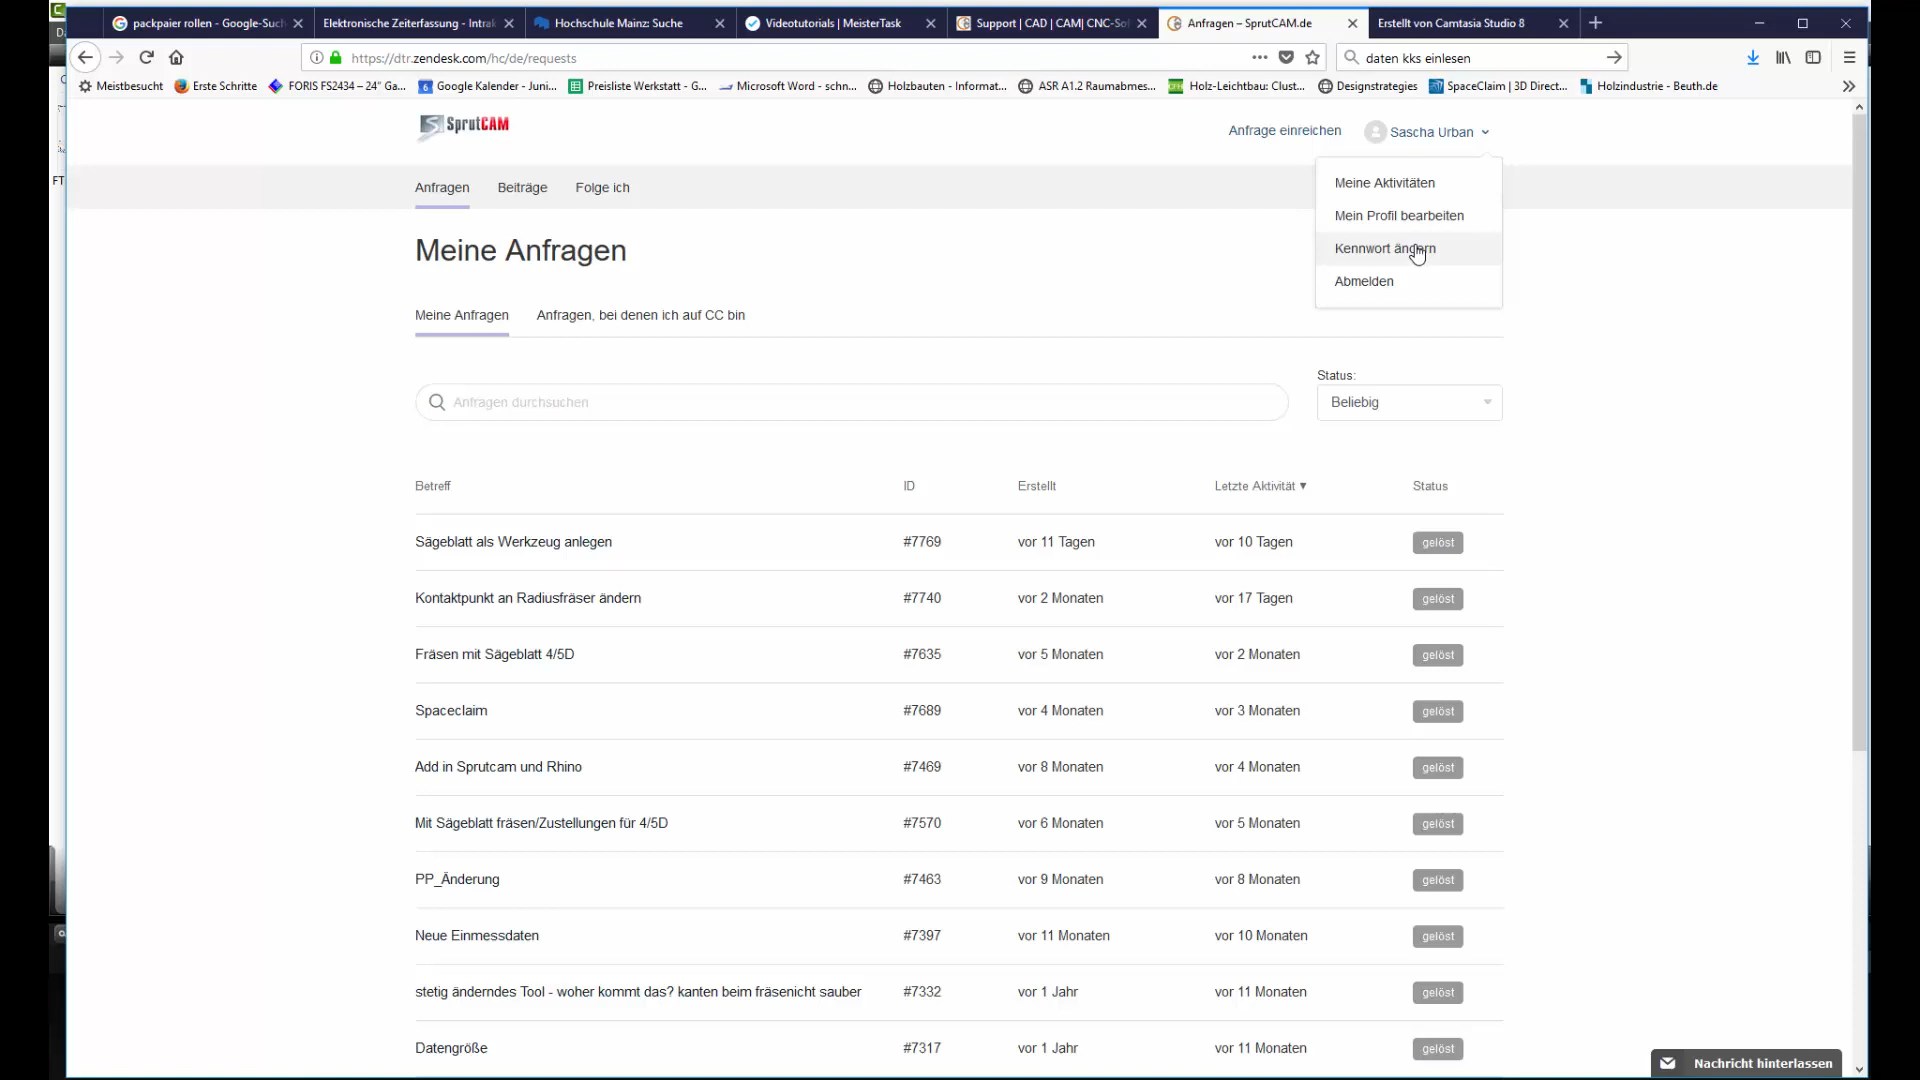 packpaier rollen - Google-Such
Elektronische Zeiterfassung - Intra
Hochschule Mainz: Suche
Videotutorials | MeisterTask
Support | CAD | CAM| CNC-Sof
Anfragen – SprutCAM.de
Erstellt von Camtasia Studio 8
https://dtr.zendesk.com/hc/de/requests
daten kks einlesen
Meistbesucht
Erste Schritte
FORIS FS2434 – 24" Ga...
Google Kalender - Juni...
Preisliste Werkstatt - G...
Microsoft Word - schn...
Holzbauten - Informat...
ASR A1.2 Raumabmes...
Holz-Leichtbau: Clust...
Designstrategies
SpaceClaim | 3D Direct...
Holzindustrie - Beuth.de
SprutCAM
Anfrage einreichen
Sascha Urban
FT
Anfragen
Beiträge
Folge ich
Meine Aktivitäten
Mein Profil bearbeiten
Kennwort ändern
Abmelden
Meine Anfragen
Meine Anfragen
Anfragen, bei denen ich auf CC bin
Status:
Anfragen durchsuchen
Beliebig
Betreff ID Erstellt Letzte Aktivität ▼ Status
Sägeblatt als Werkzeug anlegen #7769 vor 11 Tagen vor 10 Tagen gelöst
Kontaktpunkt an Radiusfräser ändern #7740 vor 2 Monaten vor 17 Tagen gelöst
Fräsen mit Sägeblatt 4/5D #7635 vor 5 Monaten vor 2 Monaten gelöst
Spaceclaim #7689 vor 4 Monaten vor 3 Monaten gelöst
Add in Sprutcam und Rhino #7469 vor 8 Monaten vor 4 Monaten gelöst
Mit Sägeblatt fräsen/Zustellungen für 4/5D #7570 vor 6 Monaten vor 5 Monaten gelöst
PP_Änderung #7463 vor 9 Monaten vor 8 Monaten gelöst
Neue Einmessdaten #7397 vor 11 Monaten vor 10 Monaten gelöst
stetig änderndes Tool - woher kommt das? kanten beim fräsenicht sauber #7332 vor 1 Jahr vor 11 Monaten gelöst
Datengröße #7317 vor 1 Jahr vor 11 Monaten gelöst
Nachricht hinterlassen